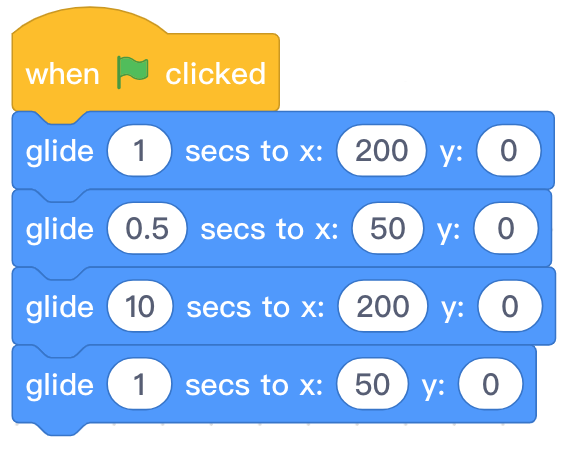 when clicked
glide 1 secs to x: 200 y: 0
glide 0.5 secs to x: 50 y: 0
glide 10 secs to x: 200 y: 0
glide 1 secs to x: 50 y: 0